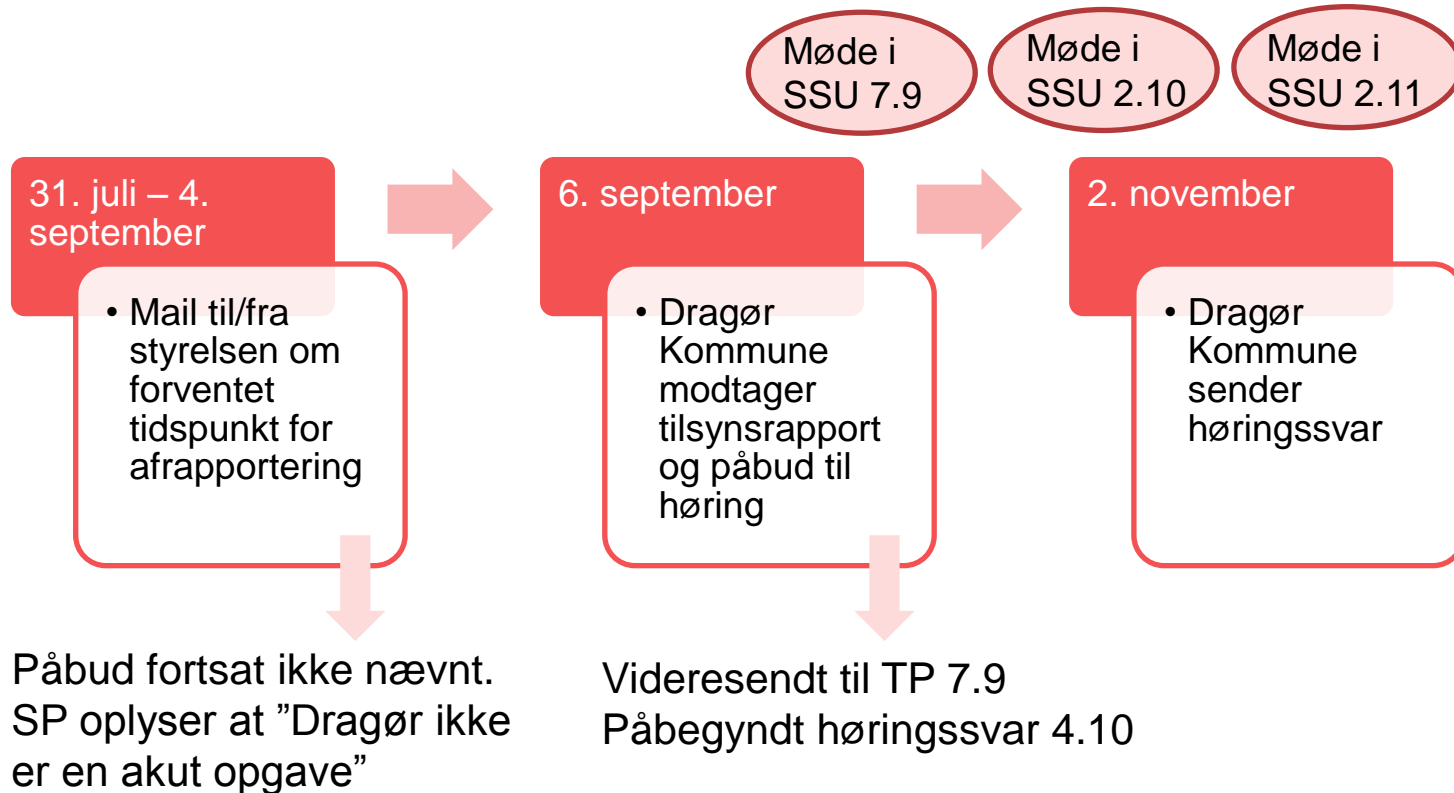 Møde i
SSU 7.9
Møde i
SSU 2.10
Møde i
SSU 2.11
31. juli – 4.
september
• Mail til/fra
styrelsen om
forventet
tidspunkt for
afrapportering
6. september
• Dragør
Kommune
modtager
tilsynsrapport
og påbud til
høring
2. november
• Dragør
Kommune
sender
høringssvar
Påbud fortsat ikke nævnt.
SP oplyser at ”Dragør ikke
er en akut opgave”
Videresendt til TP 7.9
Påbegyndt høringssvar 4.10